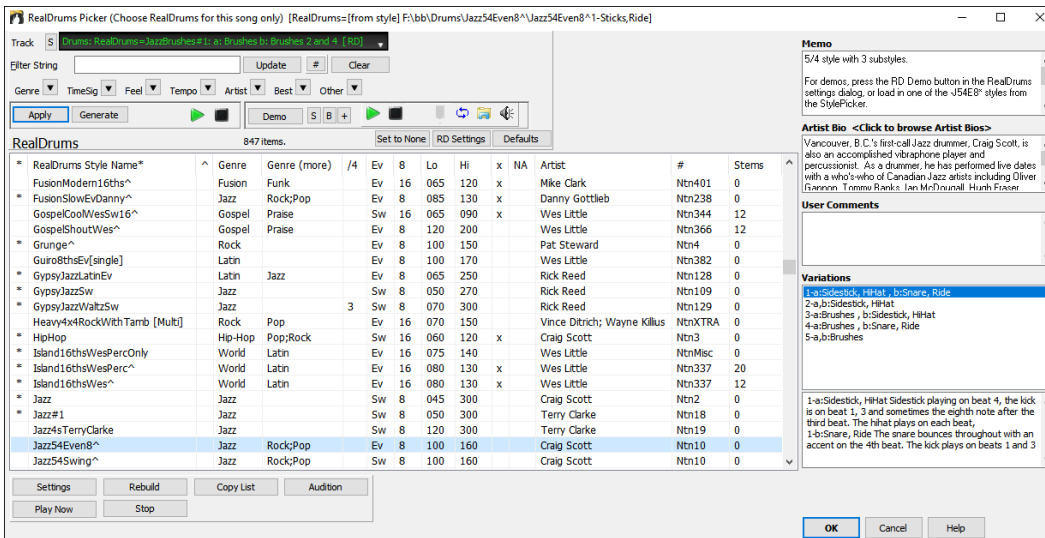 RealDrums Picker (Choose RealDrums for this song only)  [RealDrums=[from style] F:\bb\Drums\Jazz54Even8^\Jazz54Even8^1-Sticks,Ride]
Track S Drums: RealDrums=JazzBrushes#1: a: Brushes b: Brushes 2 and 4 [RD]
Filter String Update # Clear
Genre TimeSig Feel Tempo Artist Best Other
Apply Generate Demo S B +
RealDrums 847 items. Set to None RD Settings Defaults
* RealDrums Style Name* ^ Genre Genre (more) /4 Ev 8 Lo Hi x NA Artist # Stems
FusionModern16ths^ Fusion Funk Ev 16 065 120 x Mike Clark Ntn401 0
* FusionSlowEvDanny^ Jazz Rock;Pop Ev 8 085 130 x Danny Gottlieb Ntn238 0
GospelCoolWesSw16^ Gospel Praise Sw 16 065 090 x Wes Little Ntn344 12
GospelShoutWes^ Gospel Praise Ev 8 120 200 Wes Little Ntn366 12
* Grunge^ Rock Ev 8 100 150 Pat Steward Ntn4 0
Guiro8thsEv[single] Latin Ev 8 100 170 Wes Little Ntn382 0
* GypsyJazzLatinEv Latin Jazz Ev 8 065 250 Rick Reed Ntn128 0
* GypsyJazzSw Jazz Sw 8 050 270 Rick Reed Ntn109 0
* GypsyJazzWaltzSw Jazz 3 Sw 8 070 300 Rick Reed Ntn129 0
Heavy4x4RockWithTamb [Multi] Rock Pop Ev 16 070 150 Vince Ditrich; Wayne Killius NtnXTRA 0
* HipHop Hip-Hop Pop;Rock Sw 16 060 120 x Craig Scott Ntn3 0
* Island16thsWesPercOnly World Latin Ev 16 075 140 Wes Little NtnMisc 0
* Island16thsWesPerc^ World Latin Ev 16 080 130 x Wes Little Ntn337 20
* Island16thsWes^ World Latin Ev 16 080 130 x Wes Little Ntn337 12
* Jazz Jazz Sw 8 045 300 Craig Scott Ntn2 0
* Jazz#1 Jazz Sw 8 050 300 Terry Clarke Ntn18 0
Jazz4sTerryClarke Jazz Sw 8 120 300 Terry Clarke Ntn19 0
Jazz54Even8^ Jazz Rock;Pop Ev 8 100 160 Craig Scott Ntn10 0
Jazz54Swing^ Jazz Rock;Pop Sw 8 100 160 Craig Scott Ntn10 0
Settings Rebuild Copy List Audition
Play Now Stop
Memo
5/4 style with 3 substyles.
For demos, press the RD Demo button in the RealDrums
settings dialog, or load in one of the -J54E8* styles from
the StylePicker.
Artist Bio  <Click to browse Artist Bios>
Vancouver, B.C.'s first-call Jazz drummer, Craig Scott, is
also an accomplished vibraphone player and
percussionist.  As a drummer, he has performed live dates
with a who's-who of Canadian Jazz artists including Oliver
Gannon, Tommy Banks, Ian McDougall, Hugh Fraser
User Comments
Variations
1-a:Sidestick, HiHat , b:Snare, Ride
2-a,b:Sidestick, HiHat
3-a:Brushes , b:Sidestick, HiHat
4-a:Brushes , b:Snare, Ride
5-a,b:Brushes
1-a:Sidestick, HiHat Sidestick playing on beat 4, the kick
is on beat 1, 3 and sometimes the eighth note after the
third beat. The hihat plays on each beat,
1-b:Snare, Ride The snare bounces throughout with an
accent on the 4th beat. The kick plays on beats 1 and 3
OK Cancel Help